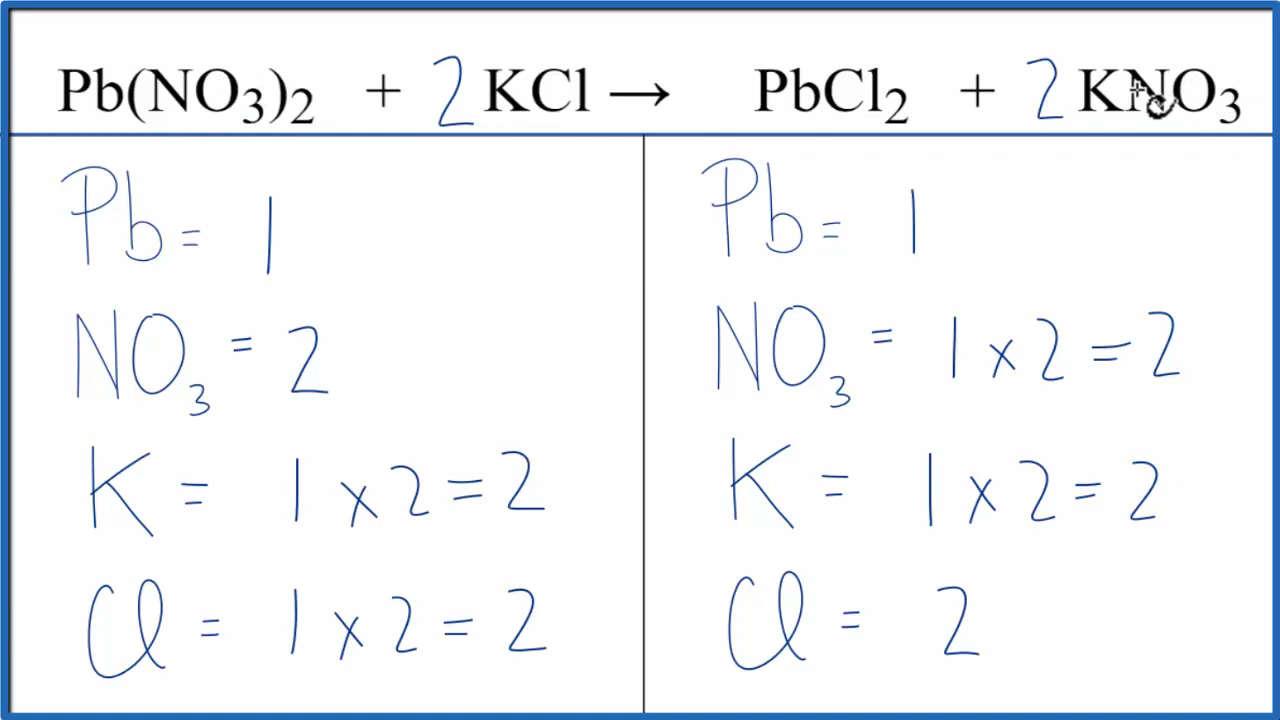 Pb(NO₃)₂ + 2 KCl → PbCl₂ + 2 KNO₃
Pb = 1
NO₃ = 2
K = 1 x 2 = 2
Cl = 1 x 2 = 2
Pb = 1
NO₃ = 1 x 2 = 2
K = 1 x 2 = 2
Cl = 2